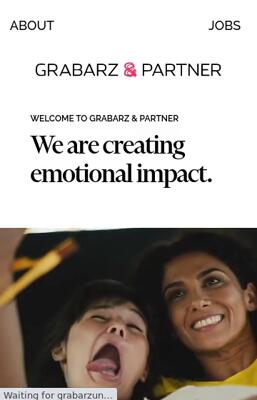 ABOUT
JOBS
GRABARZ & PARTNER
WELCOME TO GRABARZ & PARTNER
We are creating
emotional impact.
Waiting for grabarzun...